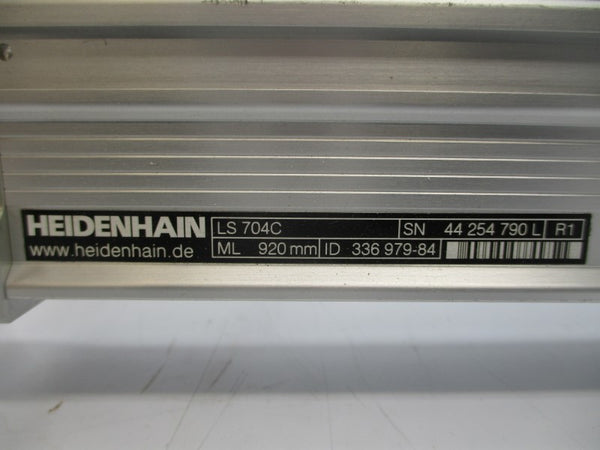 HEIDENHAIN LS 704C SN 44 254 790 L R1
www.heidenhain.de ML 920 mm ID 336 979-84